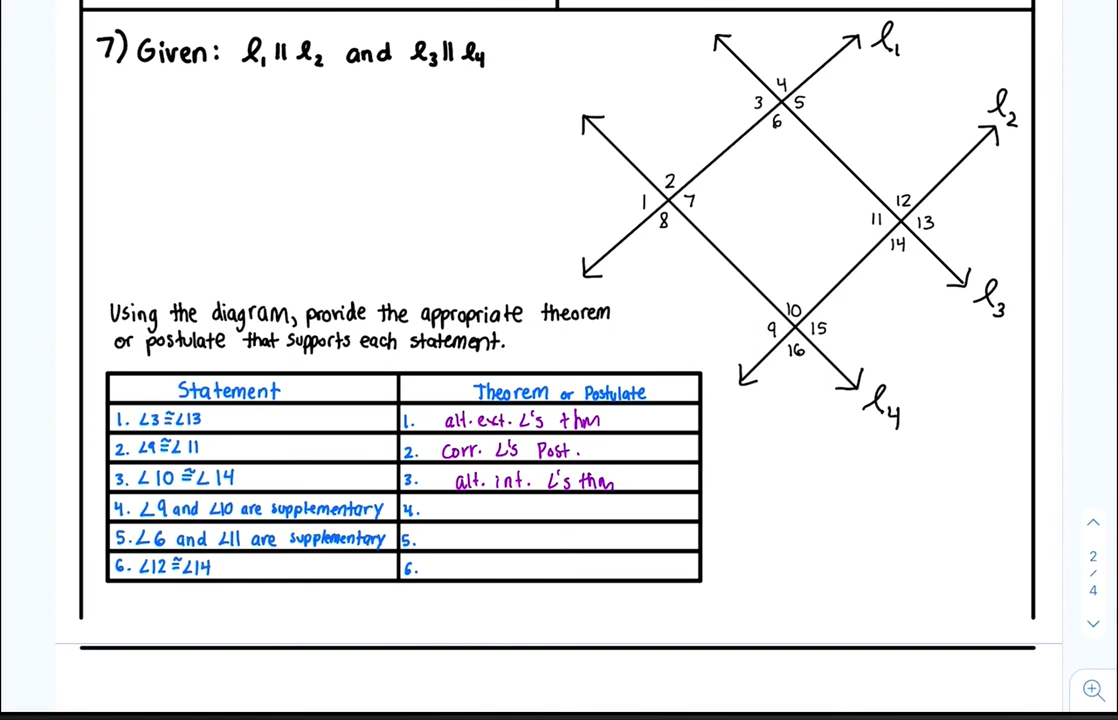 7) Given: ℓ₁ ∥ ℓ₂ and ℓ₃ ∥ ℓ₄
ℓ₁
ℓ₂
4
3 5
6
2
1 7
8
12
11 13
14
ℓ₃
10
9 15
16
ℓ₄
Using the diagram, provide the appropriate theorem
or postulate that supports each statement.
Statement Theorem or Postulate
1. ∠3 ≅ ∠13 1. alt. ext. ∠'s thm
2. ∠9 ≅ ∠11 2. Corr. ∠'s Post.
3. ∠10 ≅ ∠14 3. alt. int. ∠'s thm
4. ∠9 and ∠10 are supplementary 4.
5. ∠6 and ∠11 are supplementary 5.
6. ∠12 ≅ ∠14 6.
2
/
4